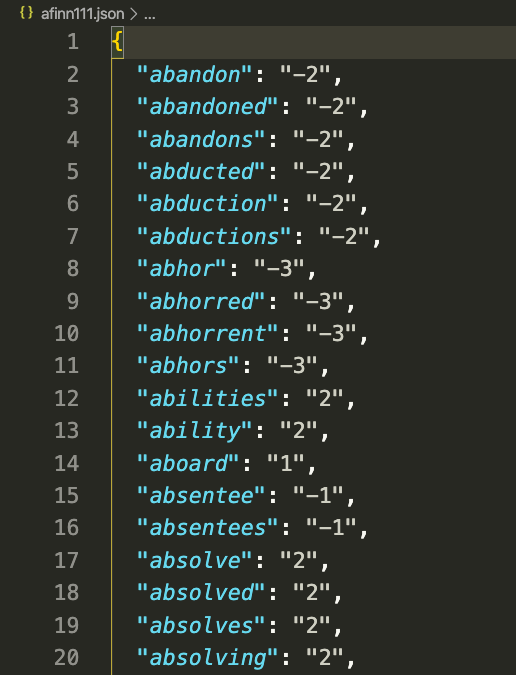 {} afinn111.json > ...
1 {
2 "abandon": "-2",
3 "abandoned": "-2",
4 "abandons": "-2",
5 "abducted": "-2",
6 "abduction": "-2",
7 "abductions": "-2",
8 "abhor": "-3",
9 "abhorred": "-3",
10 "abhorrent": "-3",
11 "abhors": "-3",
12 "abilities": "2",
13 "ability": "2",
14 "aboard": "1",
15 "absentee": "-1",
16 "absentees": "-1",
17 "absolve": "2",
18 "absolved": "2",
19 "absolves": "2",
20 "absolving": "2",